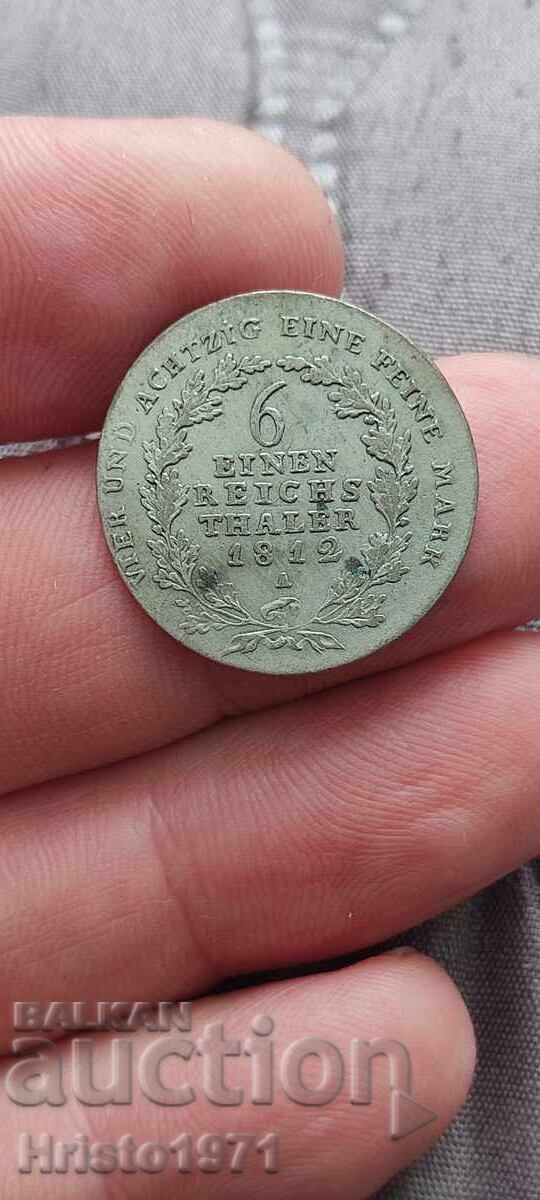 VIER UND ACHTZIG EINE FEINE MARK
6
EINEN
REICHS
THALER
1812
A
BALKAN
auction
Hristo1971